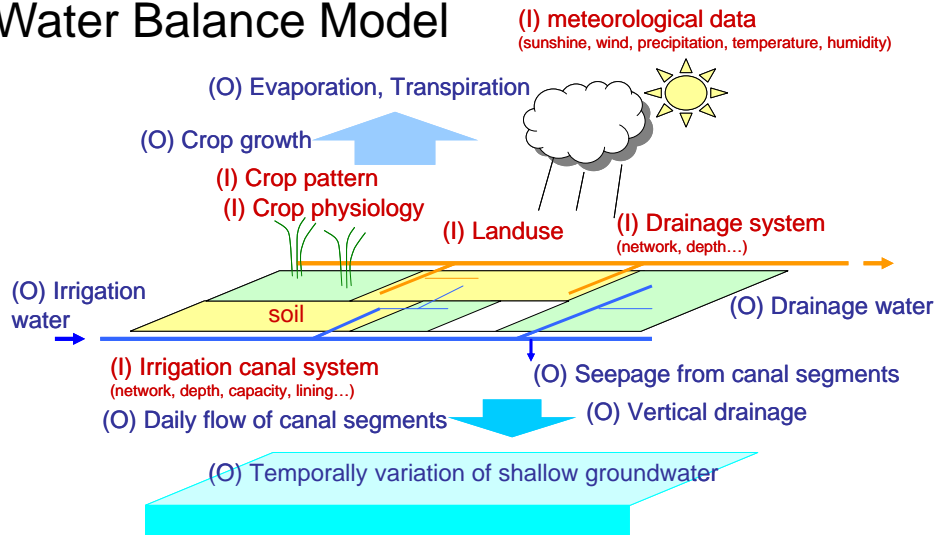 Water Balance Model
(I) meteorological data
(sunshine, wind, precipitation, temperature, humidity)
(O) Evaporation, Transpiration
(O) Crop growth
(I) Crop pattern
(I) Crop physiology
(I) Landuse
(I) Drainage system
(network, depth…)
(O) Irrigation
water
soil
(O) Drainage water
(I) Irrigation canal system
(network, depth, capacity, lining…)
(O) Seepage from canal segments
(O) Daily flow of canal segments
(O) Vertical drainage
(O) Temporally variation of shallow groundwater